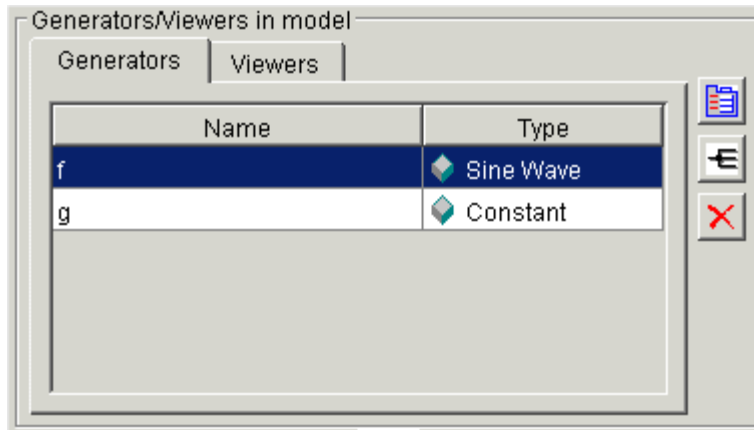 Generators/Viewers in model
Generators Viewers
Name Type
f Sine Wave
g Constant